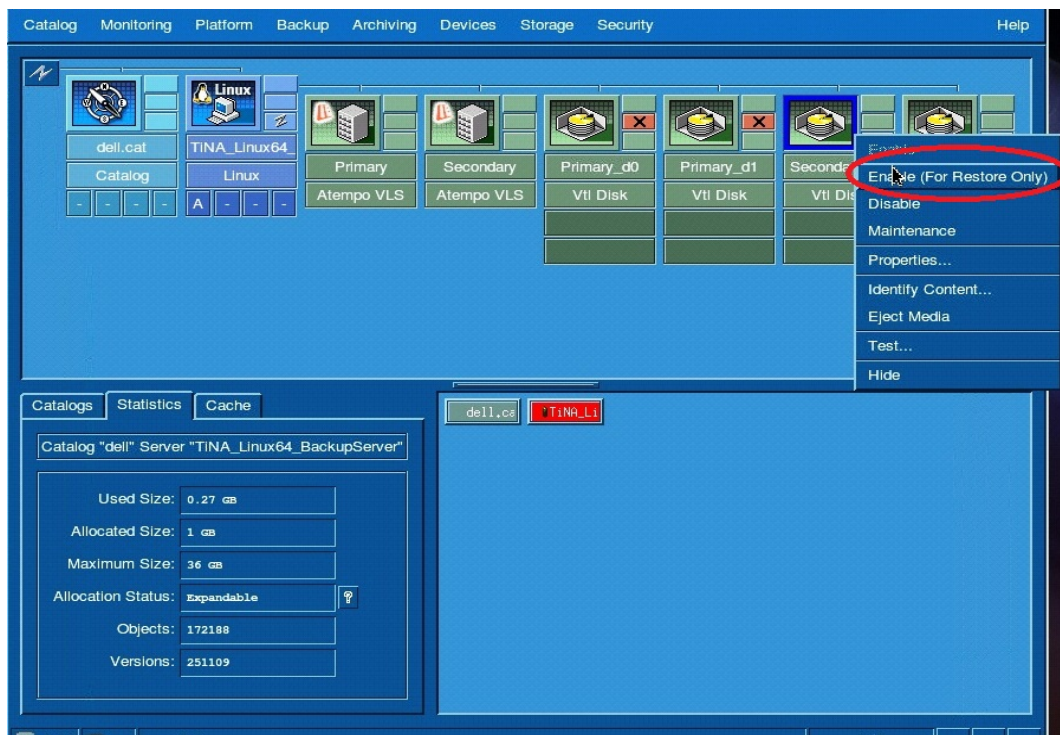 Catalog Monitoring Platform Backup Archiving Devices Storage Security Help
Linux
dell.cat TiNA_Linux64_
Catalog Linux
Primary Secondary Primary_d0 Primary_d1 Seconda
Atempo VLS Atempo VLS Vtl Disk Vtl Disk Vtl Dis
- - - - A - - -
Enable
Enable (For Restore Only)
Disable
Maintenance
Properties...
Identify Content...
Eject Media
Test...
Hide
Catalogs Statistics Cache
dell.ca TiNA_Li
Catalog "dell" Server "TiNA_Linux64_BackupServer"
Used Size: 0.27 GB
Allocated Size: 1 GB
Maximum Size: 36 GB
Allocation Status: Expandable ?
Objects: 172188
Versions: 251109